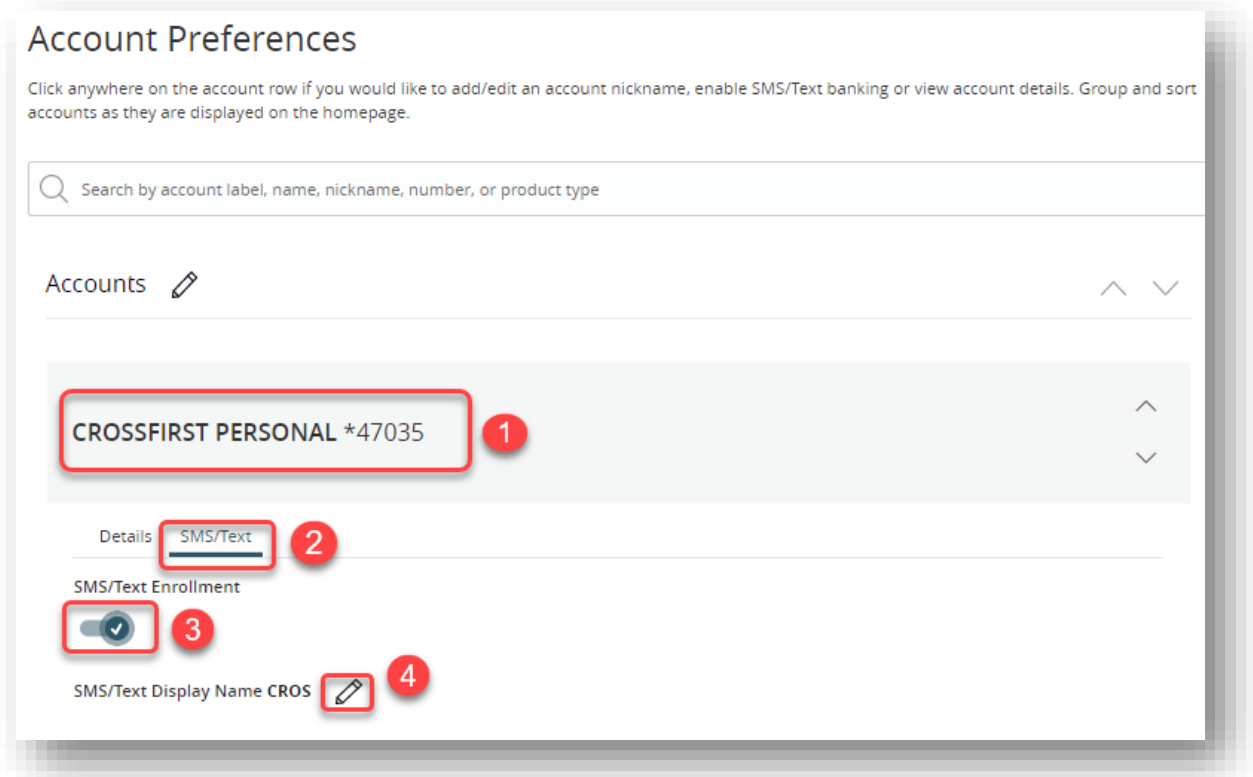 Account Preferences
Click anywhere on the account row if you would like to add/edit an account nickname, enable SMS/Text banking or view account details. Group and sort
accounts as they are displayed on the homepage.
Search by account label, name, nickname, number, or product type
Accounts
CROSSFIRST PERSONAL *47035
1
Details SMS/Text
2
SMS/Text Enrollment
3
SMS/Text Display Name CROS
4